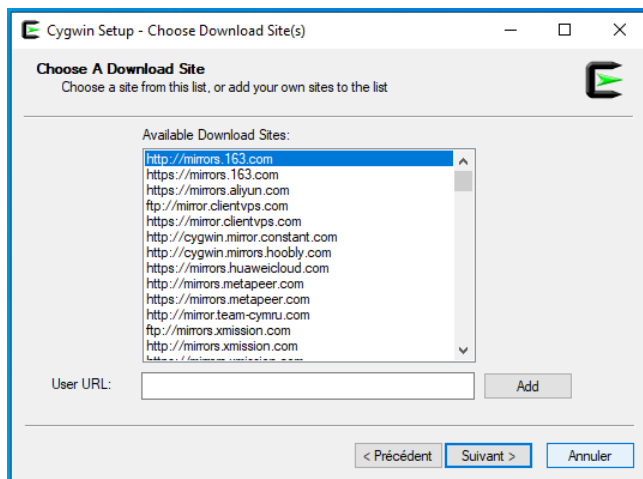 Cygwin Setup - Choose Download Site(s)
Choose A Download Site
Choose a site from this list, or add your own sites to the list
Available Download Sites:
http://mirrors.163.com
https://mirrors.163.com
https://mirrors.aliyun.com
ftp://mirror.clientvps.com
https://mirror.clientvps.com
http://cygwin.mirror.constant.com
http://cygwin.mirrors.hoobly.com
https://mirrors.huaweicloud.com
http://mirrors.metapeer.com
https://mirrors.metapeer.com
http://mirror.team-cymru.com
ftp://mirrors.xmission.com
http://mirrors.xmission.com
https://mirrors.xmission.com
User URL:
Add
< Précédent
Suivant >
Annuler